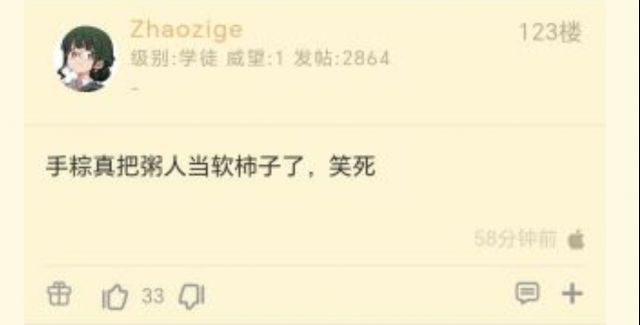 Zhaozige
123楼
级别:学徒 威望:1 发帖:2864
-
手粽真把粥人当软柿子了，笑死
58分钟前
33